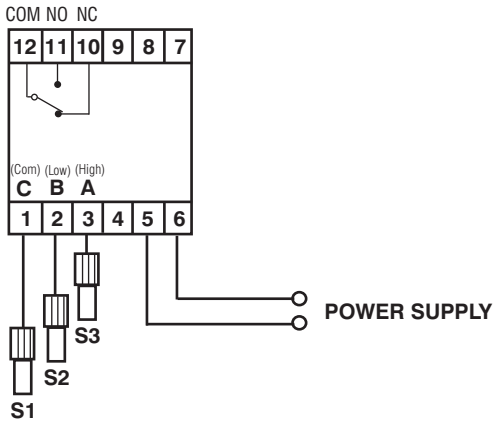 COM NO NC
12 11 10 9 8 7
(Com) (Low) (High)
C B A
1 2 3 4 5 6
POWER SUPPLY
S3
S2
S1